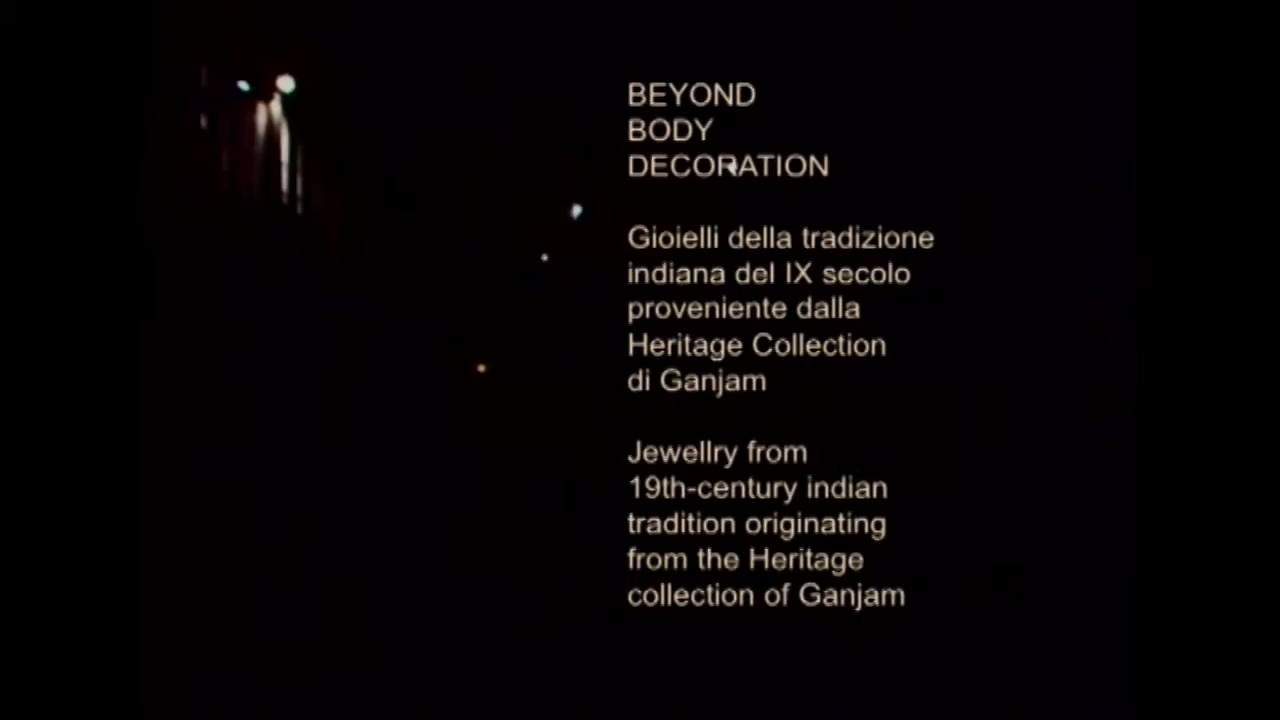 BEYOND
BODY
DECORATION
Gioielli della tradizione
indiana del IX secolo
proveniente dalla
Heritage Collection
di Ganjam
Jewellry from
19th-century indian
tradition originating
from the Heritage
collection of Ganjam